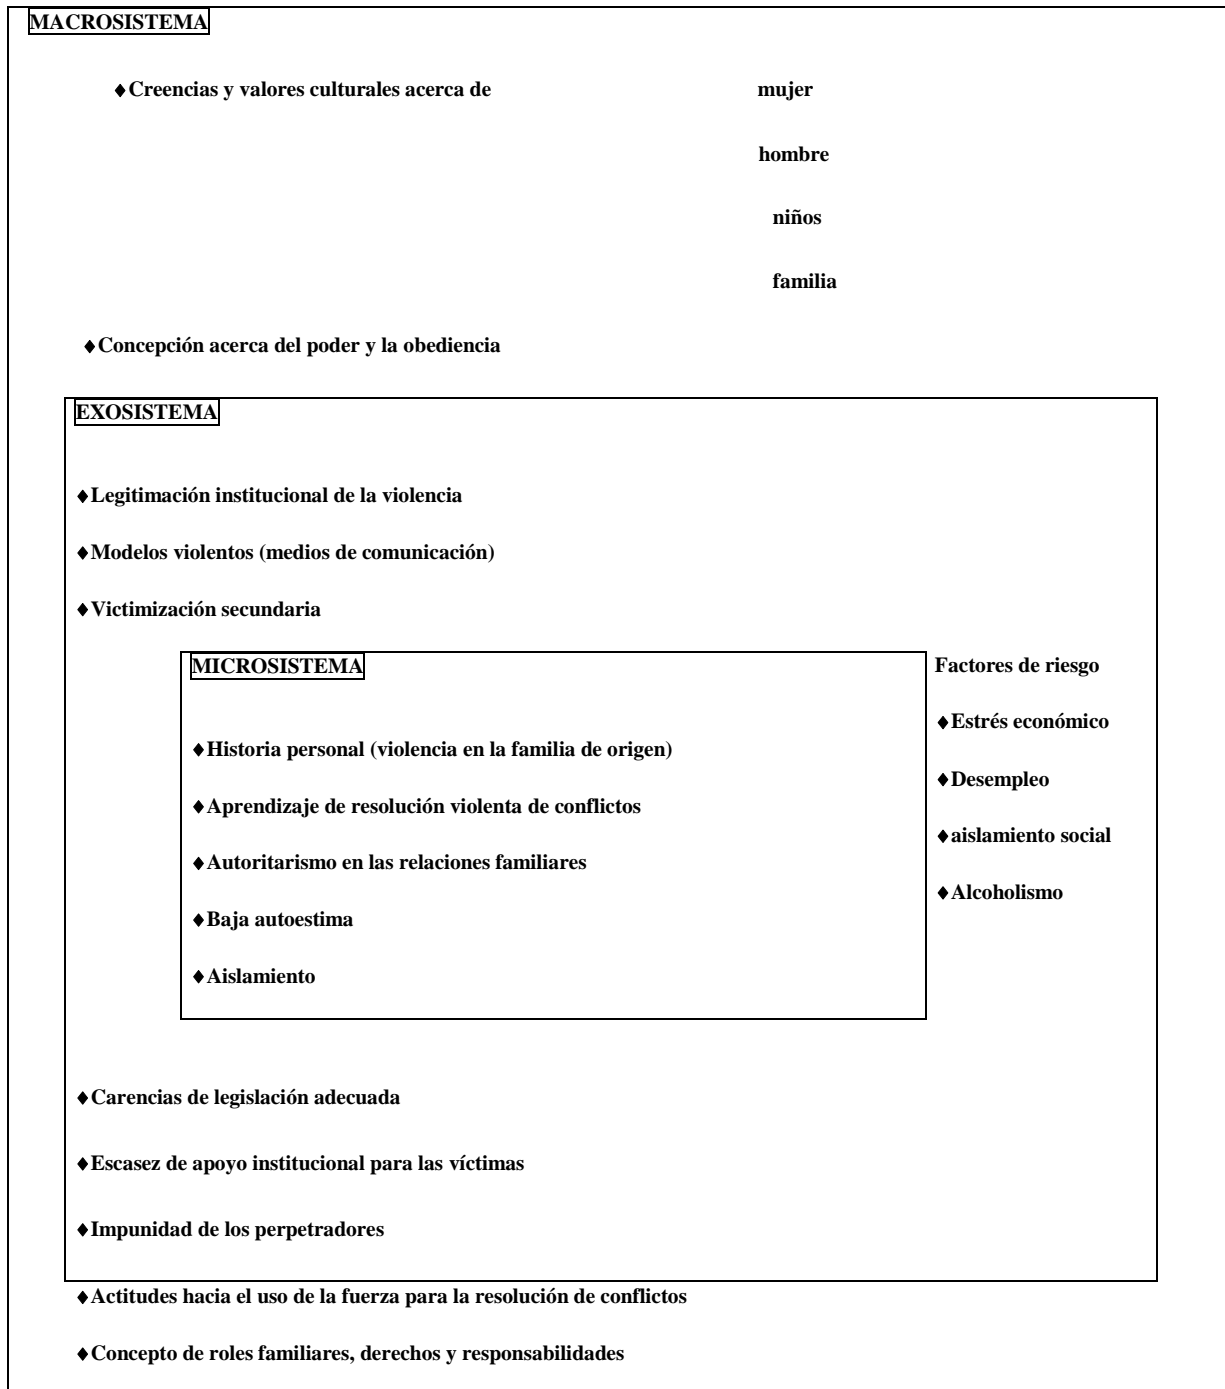 MACROSISTEMA
♦Creencias y valores culturales acerca de mujer
hombre
niños
familia
♦Concepción acerca del poder y la obediencia
EXOSISTEMA
♦Legitimación institucional de la violencia
♦Modelos violentos (medios de comunicación)
♦Victimización secundaria
MICROSISTEMA
♦Historia personal (violencia en la familia de origen)
♦Aprendizaje de resolución violenta de conflictos
♦Autoritarismo en las relaciones familiares
♦Baja autoestima
♦Aislamiento
Factores de riesgo
♦Estrés económico
♦Desempleo
♦aislamiento social
♦Alcoholismo
♦Carencias de legislación adecuada
♦Escasez de apoyo institucional para las víctimas
♦Impunidad de los perpetradores
♦Actitudes hacia el uso de la fuerza para la resolución de conflictos
♦Concepto de roles familiares, derechos y responsabilidades